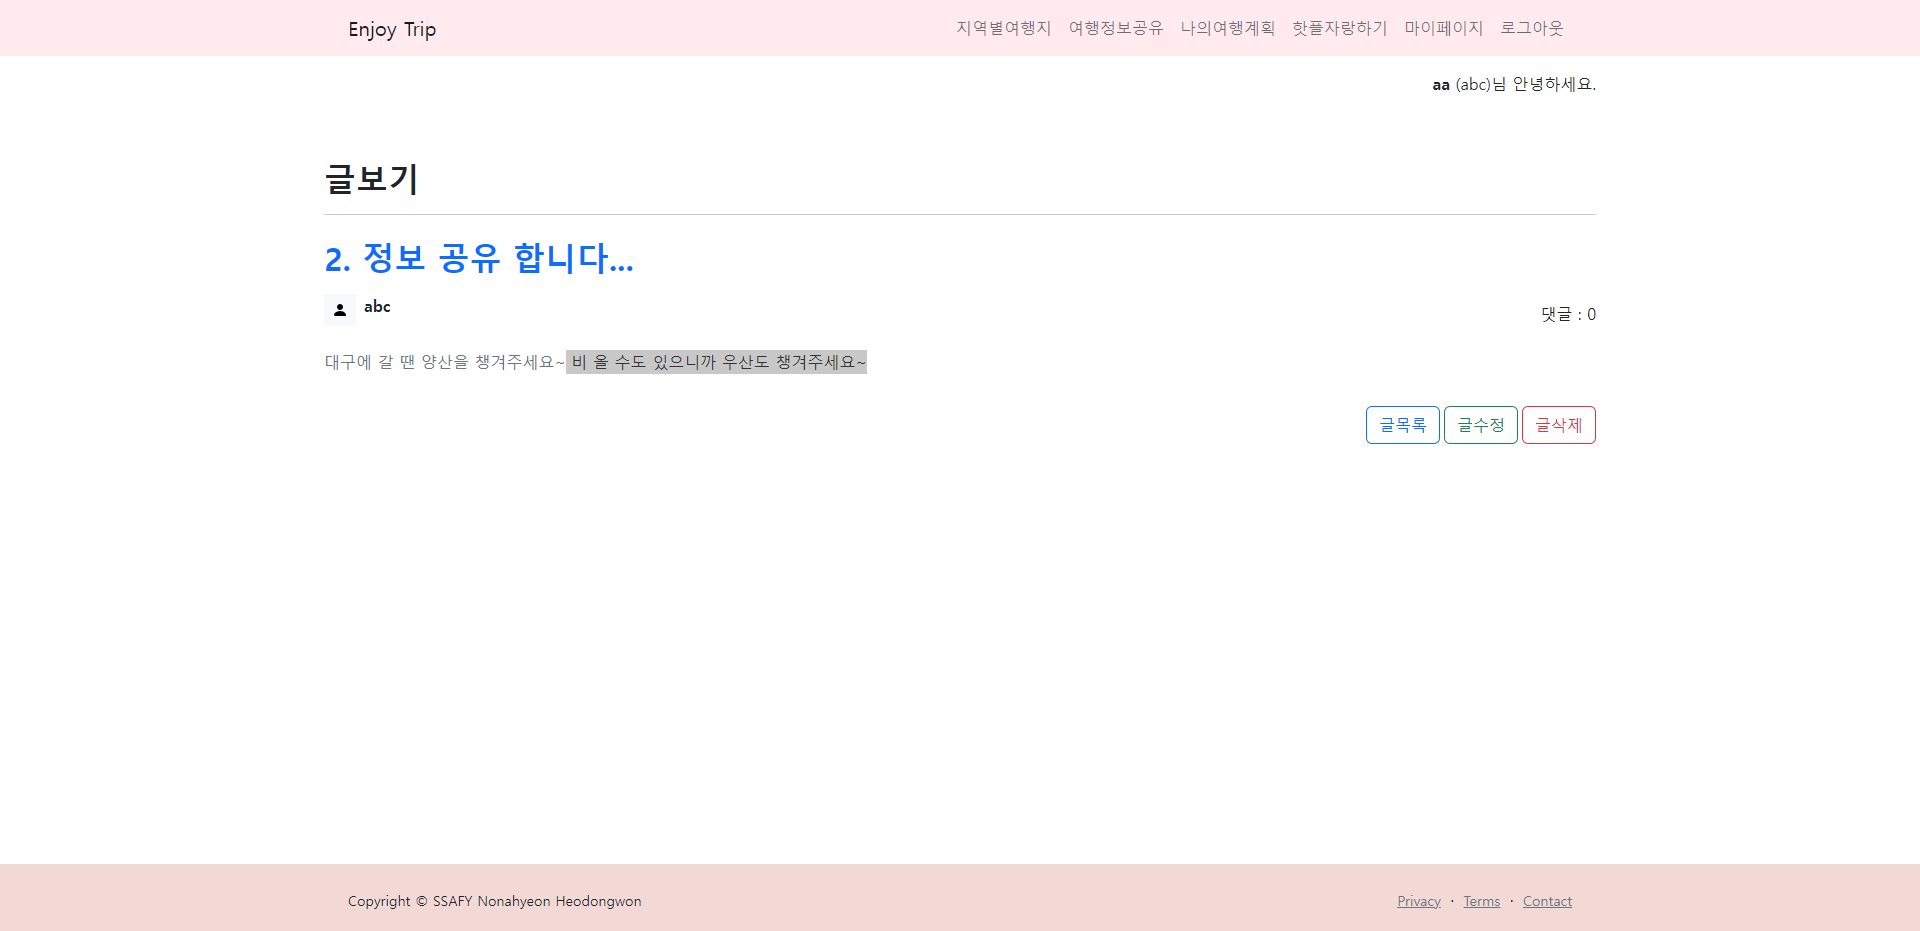 Enjoy Trip 지역별여행지 여행정보공유 나의여행계획 핫플자랑하기 마이페이지 로그아웃
aa (abc)님 안녕하세요.
글보기
2. 정보 공유 합니다...
abc
댓글 : 0
대구에 갈 땐 양산을 챙겨주세요~ 비 올 수도 있으니까 우산도 챙겨주세요~
글목록 글수정 글삭제
Copyright © SSAFY Nonahyeon Heodongwon Privacy · Terms · Contact